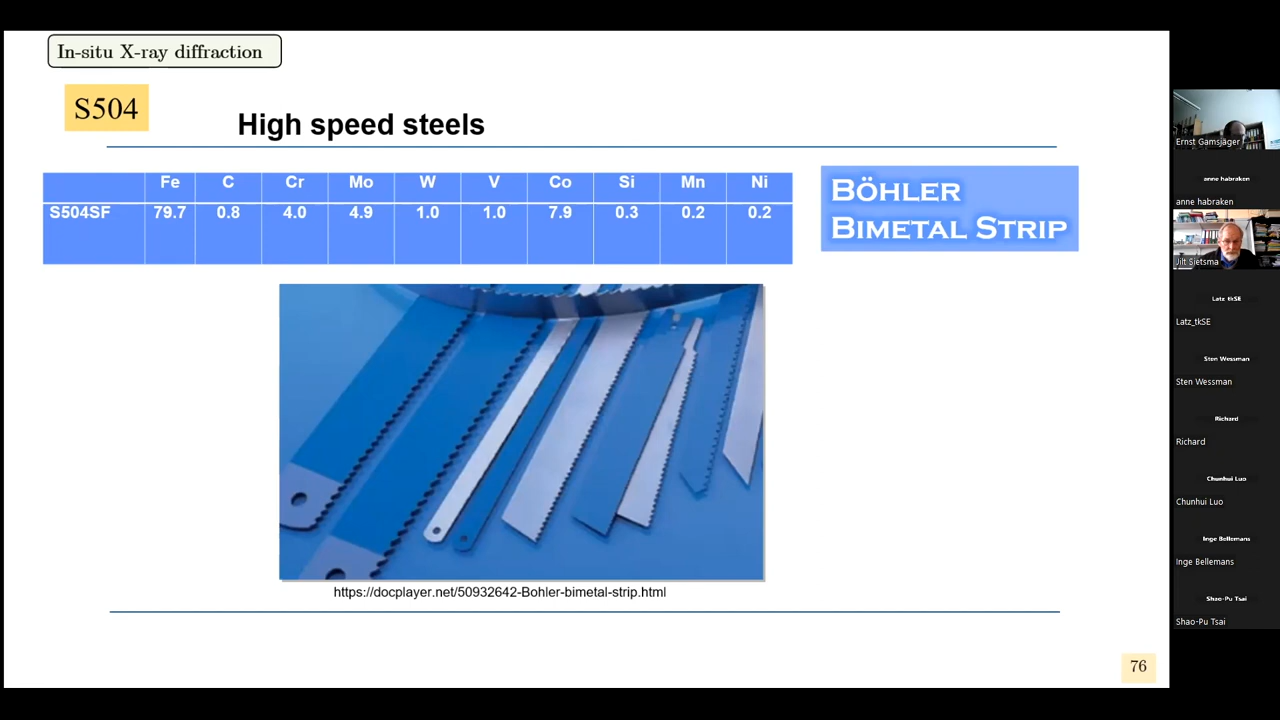 In-situ X-ray diffraction
S504
High speed steels
Fe C Cr Mo W V Co Si Mn Ni
S504SF 79.7 0.8 4.0 4.9 1.0 1.0 7.9 0.3 0.2 0.2
BÖHLER
BIMETAL STRIP
https://docplayer.net/50932642-Bohler-bimetal-strip.html
76
Ernst Gamsjäger
anne habraken
anne habraken
Jilt Sietsma
Latz_tkSE
Latz_tkSE
Sten Wessman
Sten Wessman
Richard
Richard
Chunhui Luo
Chunhui Luo
Inge Bellemans
Inge Bellemans
Shao-Pu Tsai
Shao-Pu Tsai